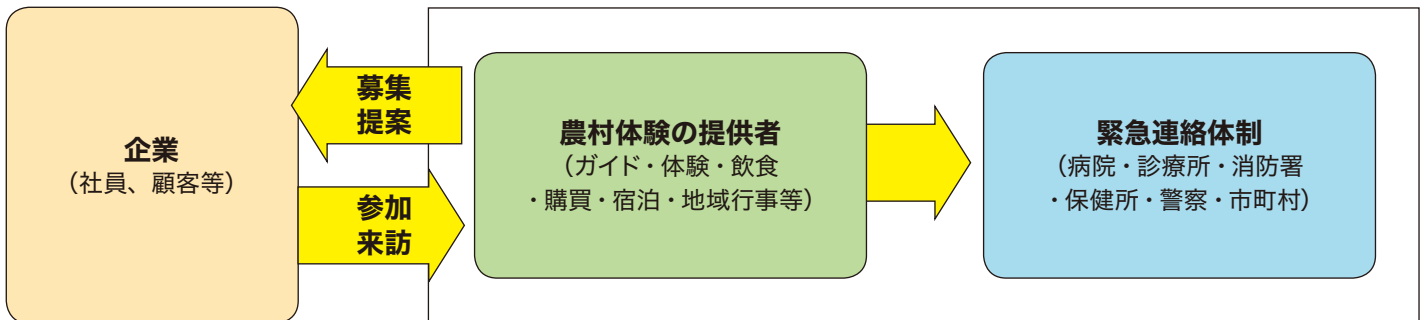 企業
（社員、顧客等）
募集
提案
参加
来訪
農村体験の提供者
（ガイド・体験・飲食
・購買・宿泊・地域行事等）
緊急連絡体制
（病院・診療所・消防署
・保健所・警察・市町村）